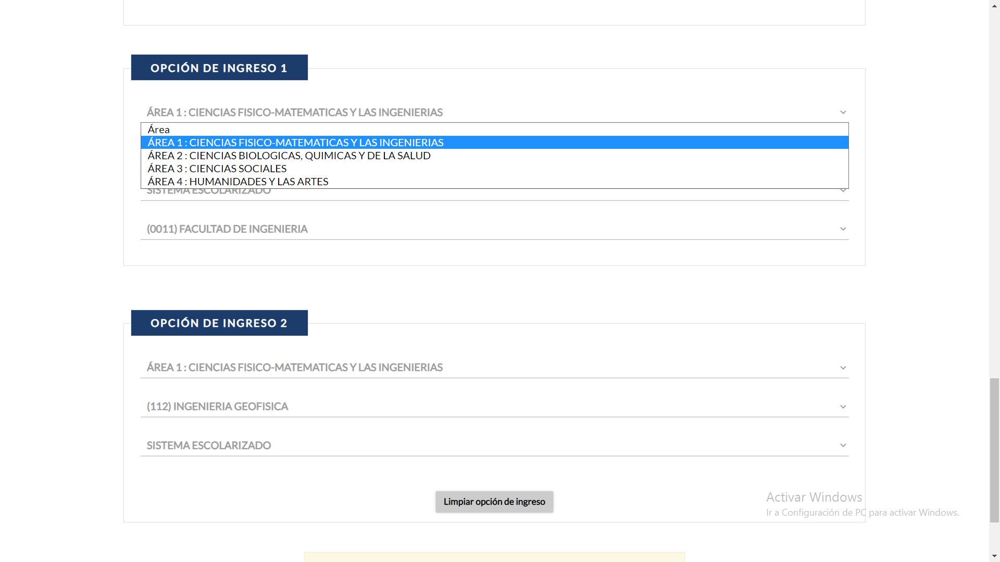 OPCIÓN DE INGRESO 1
ÁREA 1 : CIENCIAS FISICO-MATEMATICAS Y LAS INGENIERIAS
Área
ÁREA 1 : CIENCIAS FISICO-MATEMATICAS Y LAS INGENIERIAS
ÁREA 2 : CIENCIAS BIOLOGICAS, QUIMICAS Y DE LA SALUD
ÁREA 3 : CIENCIAS SOCIALES
ÁREA 4 : HUMANIDADES Y LAS ARTES
SISTEMA ESCOLARIZADO
(0011) FACULTAD DE INGENIERIA
OPCIÓN DE INGRESO 2
ÁREA 1 : CIENCIAS FISICO-MATEMATICAS Y LAS INGENIERIAS
(112) INGENIERIA GEOFISICA
SISTEMA ESCOLARIZADO
Limpiar opción de ingreso
Activar Windows
Ir a Configuración de PC para activar Windows.